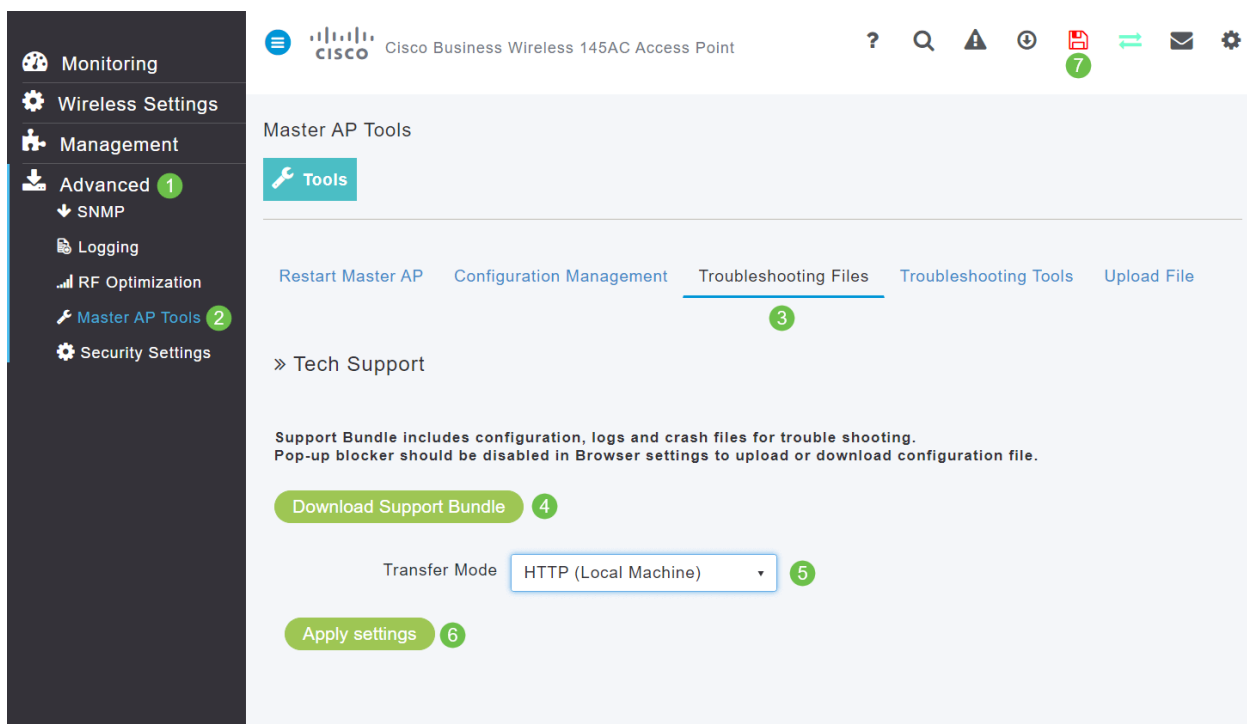 Monitoring
Wireless Settings
Management
Advanced 1
SNMP
Logging
RF Optimization
Master AP Tools 2
Security Settings
CISCO Cisco Business Wireless 145AC Access Point ?
7
Master AP Tools
Tools
Restart Master AP Configuration Management Troubleshooting Files Troubleshooting Tools Upload File
3
» Tech Support
Support Bundle includes configuration, logs and crash files for trouble shooting.
Pop-up blocker should be disabled in Browser settings to upload or download configuration file.
Download Support Bundle 4
Transfer Mode HTTP (Local Machine) 5
Apply settings 6